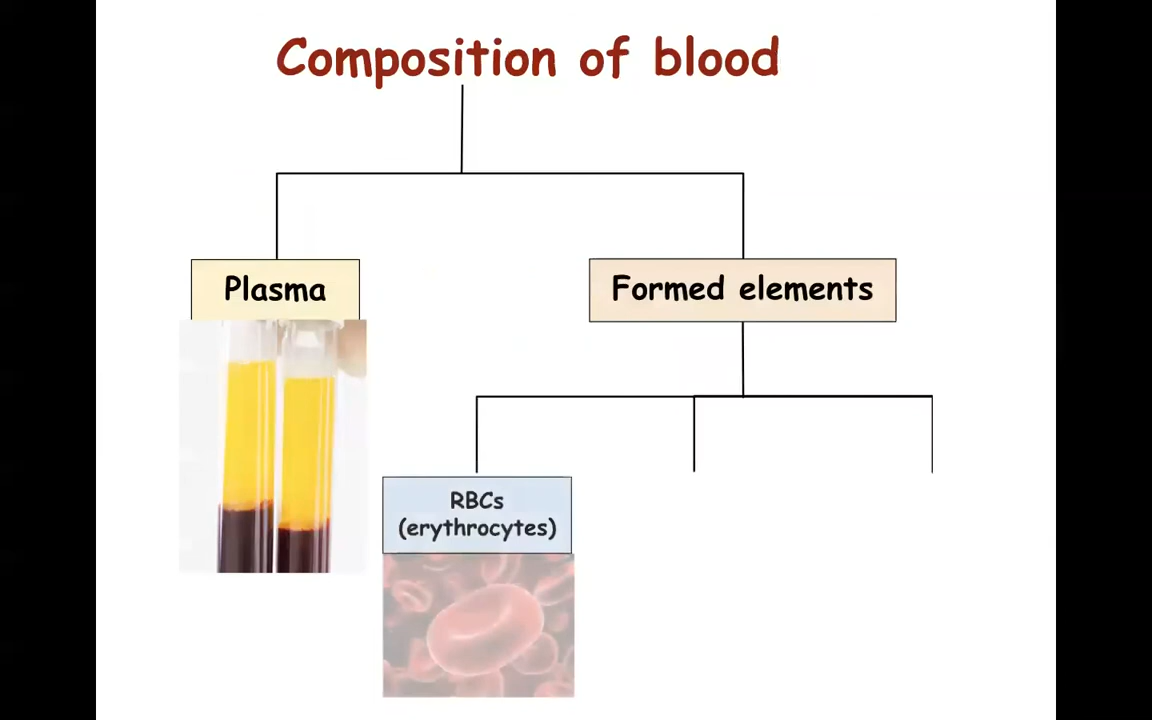 Composition of blood
Plasma
Formed elements
RBCs
(erythrocytes)